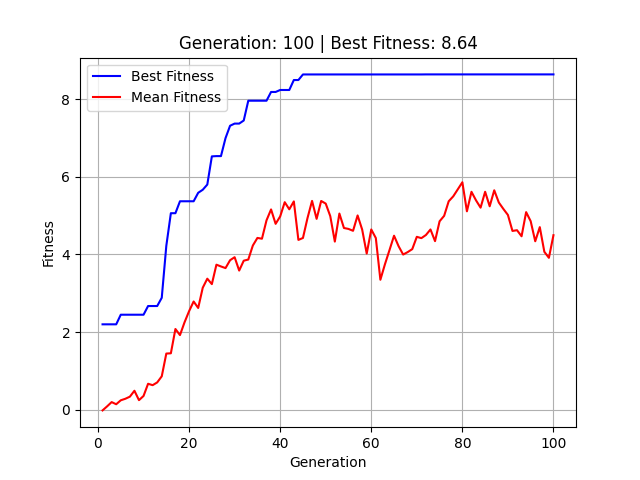 Generation: 100 | Best Fitness: 8.64
Best Fitness
Mean Fitness
8
6
4
2
0
Fitness
0 20 40 60 80 100
Generation